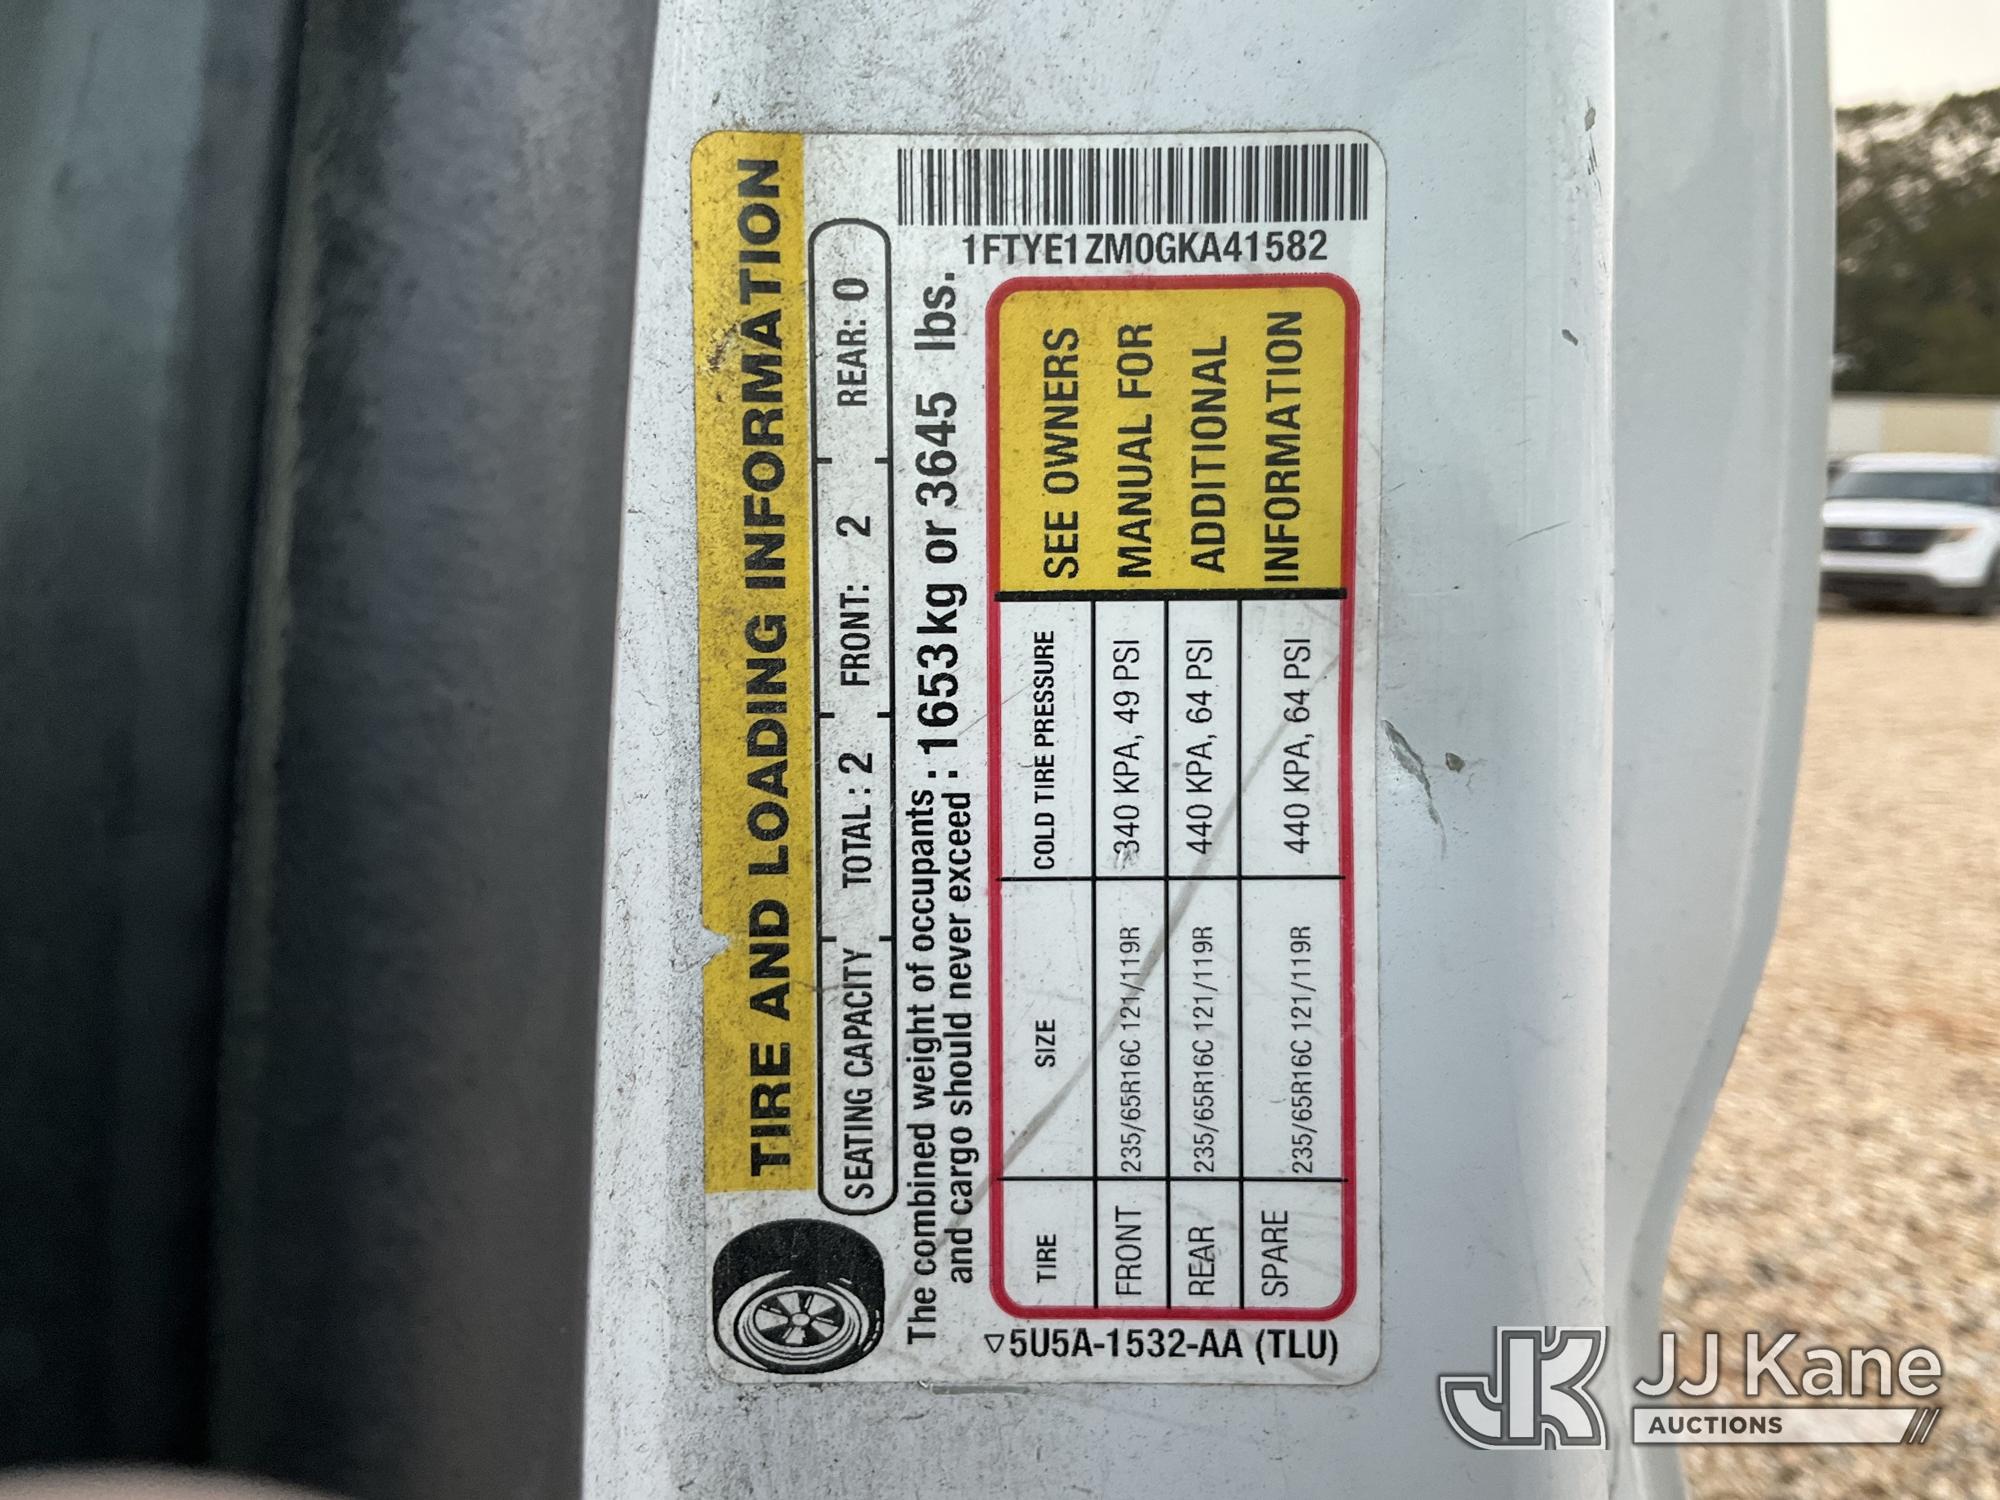 TIRE AND LOADING INFORMATION
SEATING CAPACITY TOTAL : 2 FRONT: 2 REAR: 0
The combined weight of occupants : 1653 kg or 3645 lbs.
and cargo should never exceed :
TIRE SIZE COLD TIRE PRESSURE
FRONT 235/65R16C 121/119R 340 KPA, 49 PSI
REAR 235/65R16C 121/119R 440 KPA, 64 PSI
SPARE 235/65R16C 121/119R 440 KPA, 64 PSI
SEE OWNERS
MANUAL FOR
ADDITIONAL
INFORMATION
1FTYE1ZM0GKA41582
5U5A-1532-AA (TLU)
JK JJ Kane
AUCTIONS